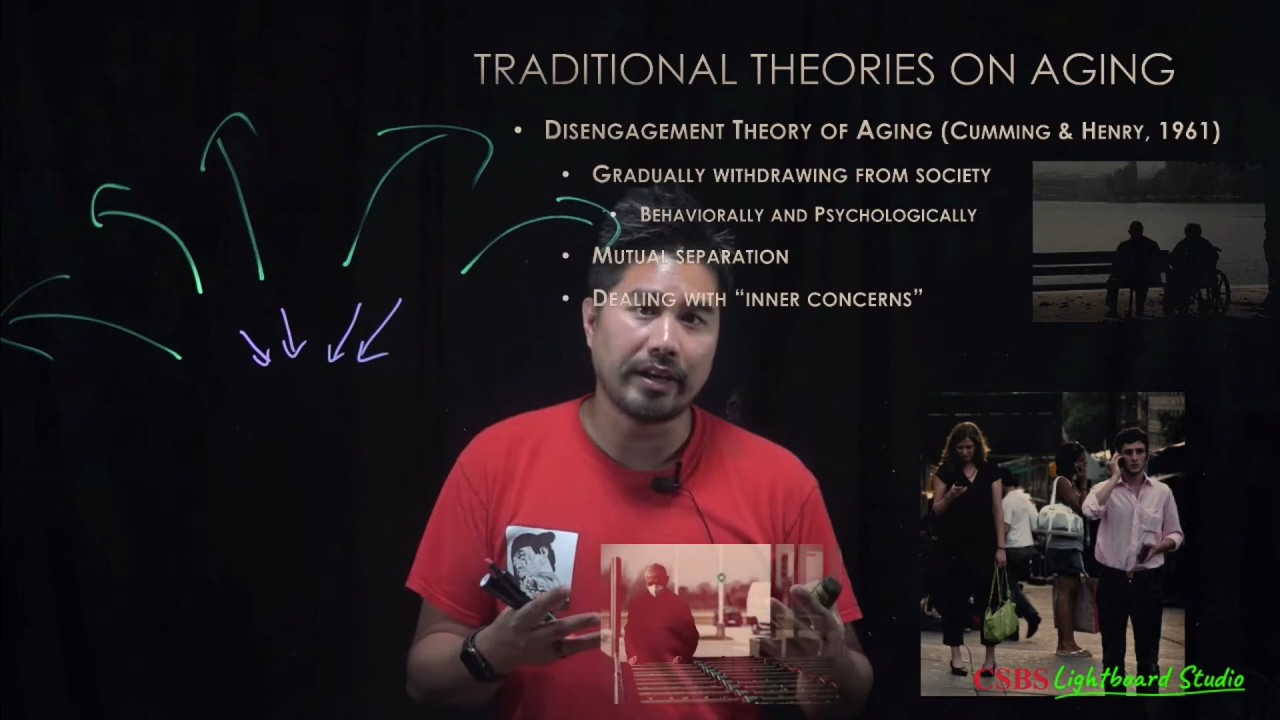 TRADITIONAL THEORIES ON AGING
• DISENGAGEMENT THEORY OF AGING (CUMMING & HENRY, 1961)
• GRADUALLY WITHDRAWING FROM SOCIETY
• BEHAVIORALLY AND PSYCHOLOGICALLY
• MUTUAL SEPARATION
• DEALING WITH “INNER CONCERNS”
CSBS Lightboard Studio